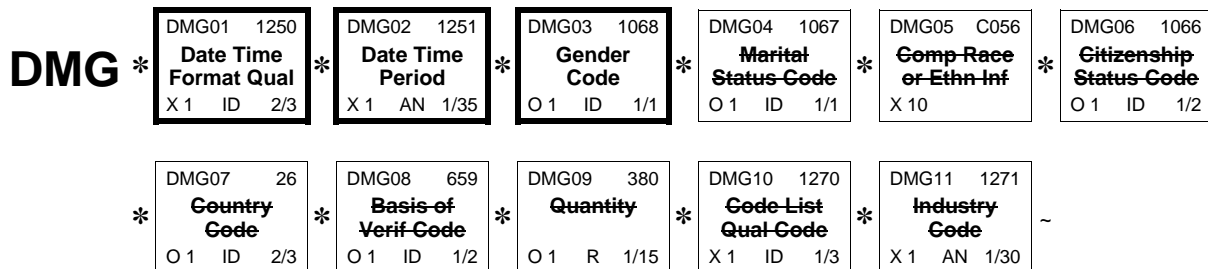 DMG * DMG01 1250 * DMG02 1251 * DMG03 1068 * DMG04 1067 * DMG05 C056 * DMG06 1066
Date Time Date Time Gender Marital Comp Race Citizenship
Format Qual Period Code Status Code or Ethn Inf Status Code
X 1 ID 2/3 X 1 AN 1/35 O 1 ID 1/1 O 1 ID 1/1 X 10 O 1 ID 1/2
* DMG07 26 * DMG08 659 * DMG09 380 * DMG10 1270 * DMG11 1271 ~
Country Basis of Quantity Code List Industry
Code Verif Code Qual Code Code
O 1 ID 2/3 O 1 ID 1/2 O 1 R 1/15 X 1 ID 1/3 X 1 AN 1/30